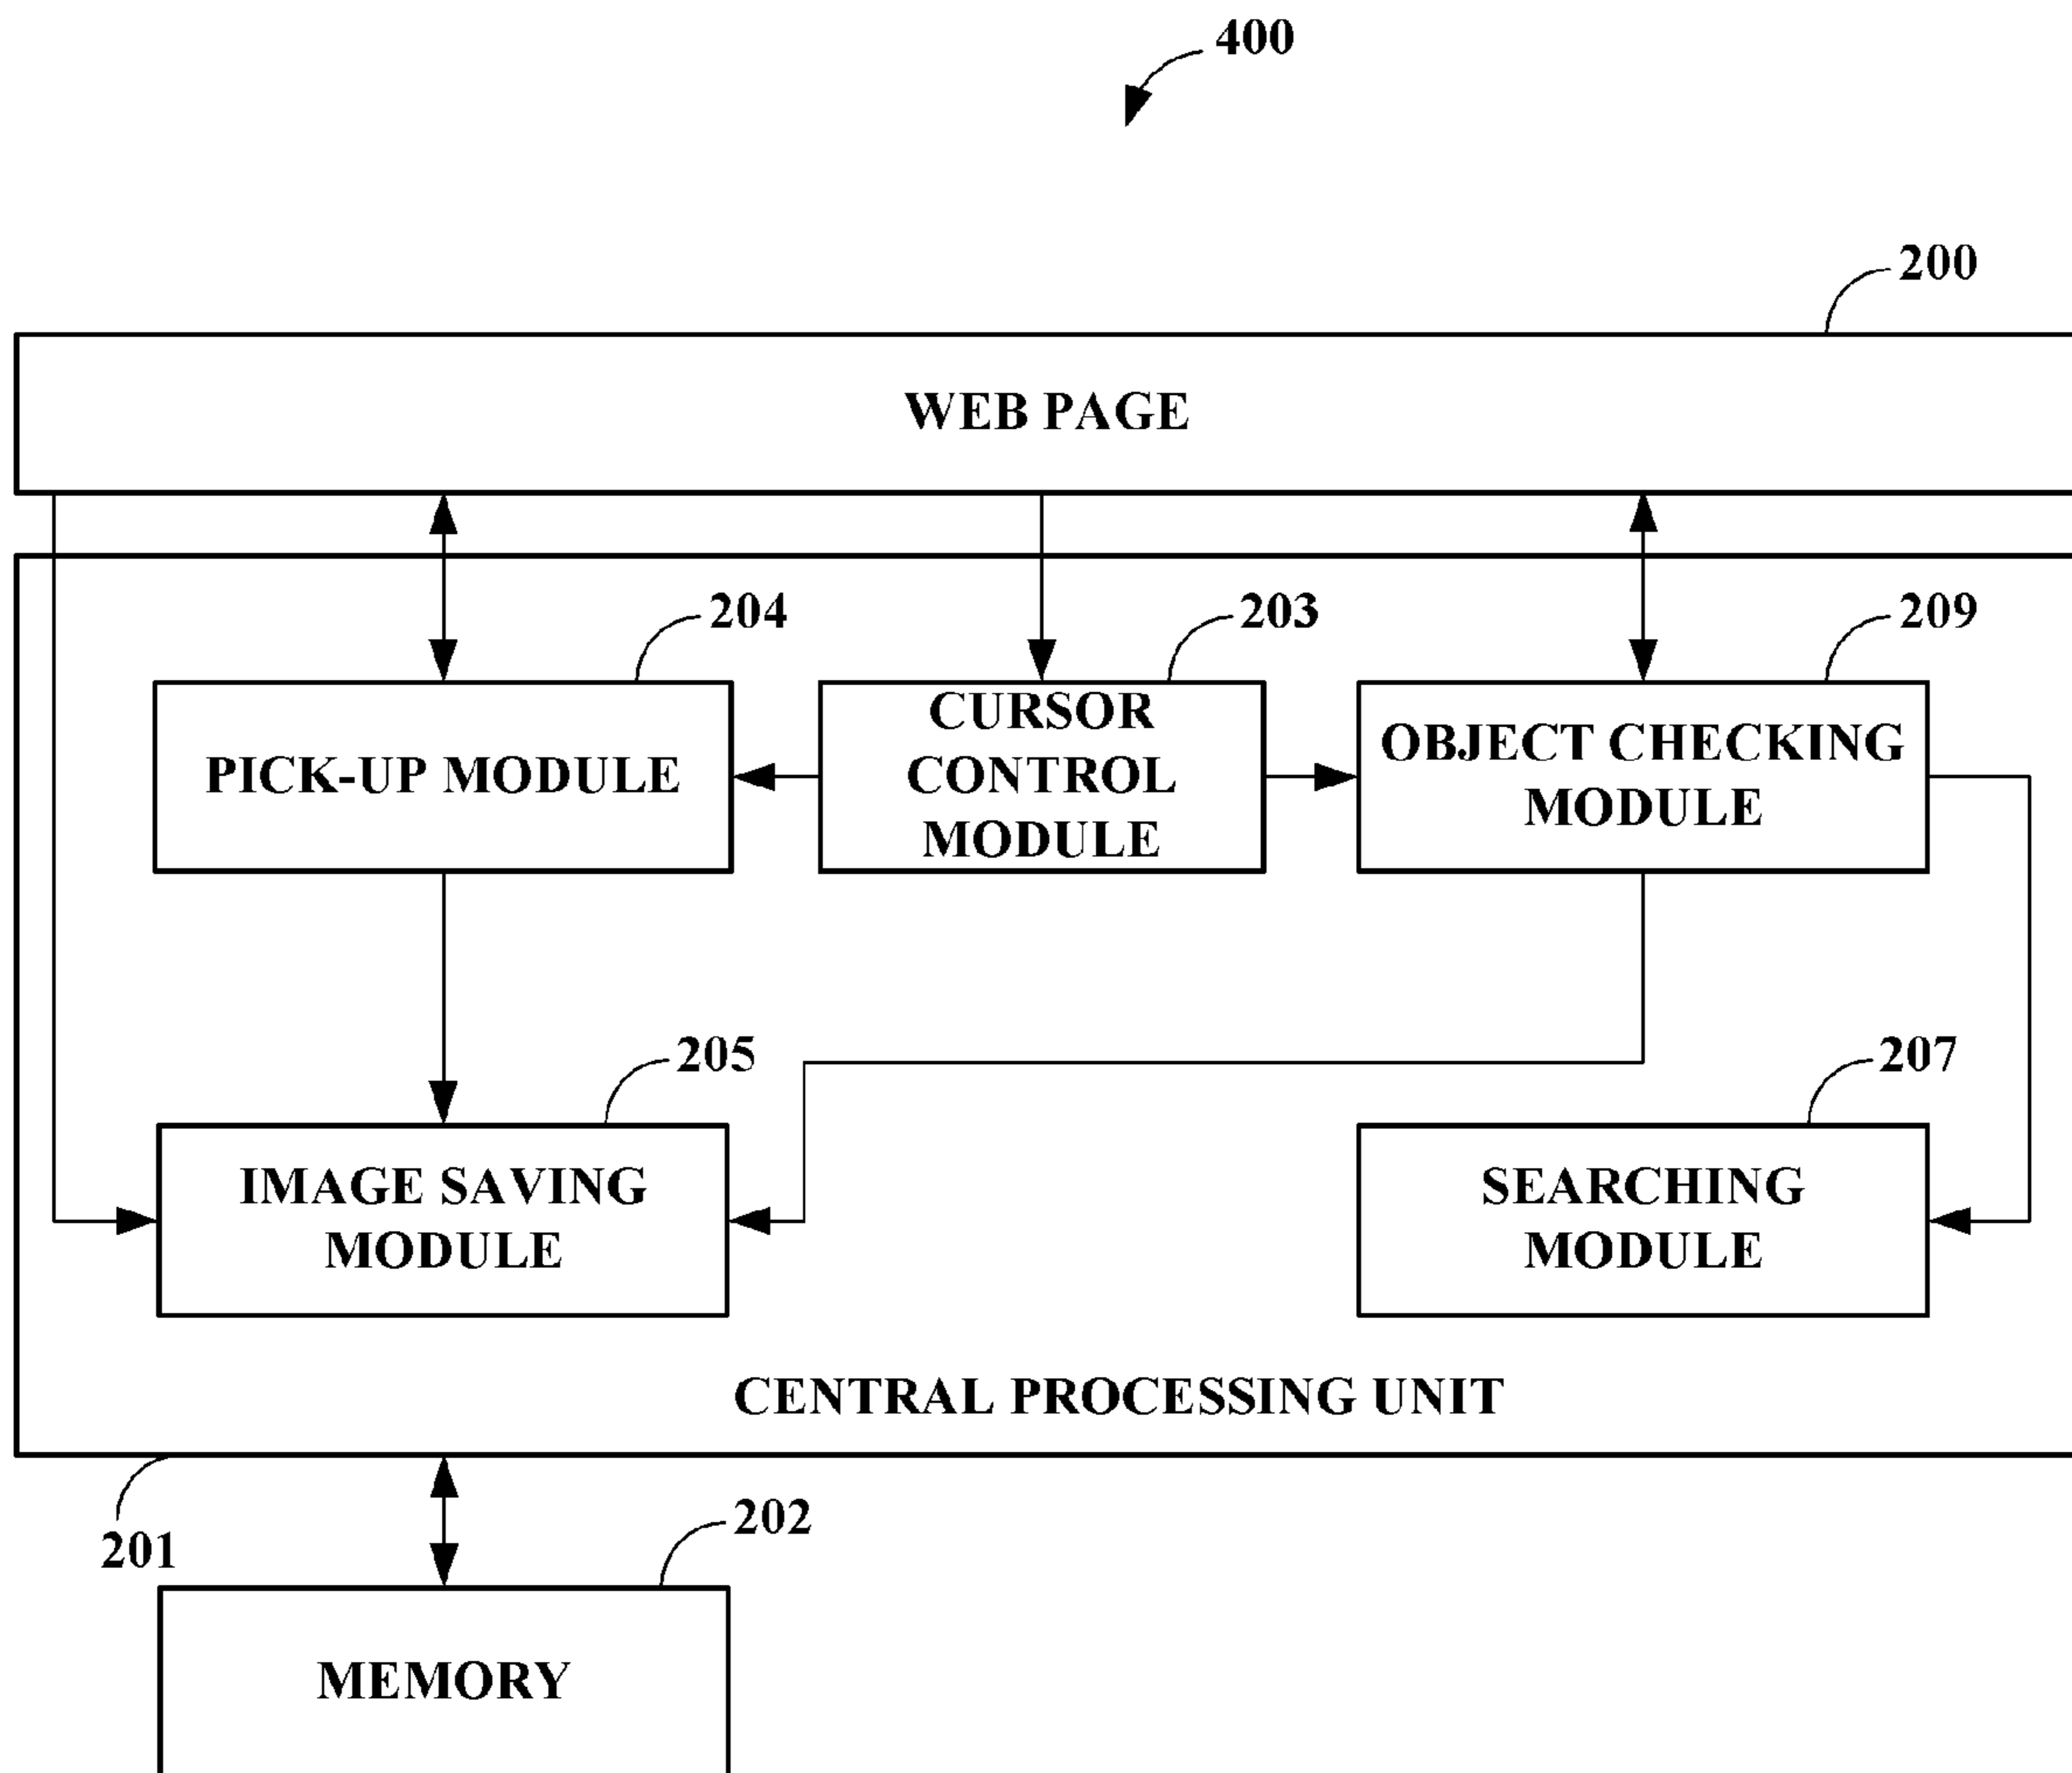 400
200
WEB PAGE
204
203
209
PICK-UP MODULE
CURSOR
CONTROL
MODULE
OBJECT CHECKING
MODULE
205
207
IMAGE SAVING
MODULE
SEARCHING
MODULE
CENTRAL PROCESSING UNIT
201
202
MEMORY